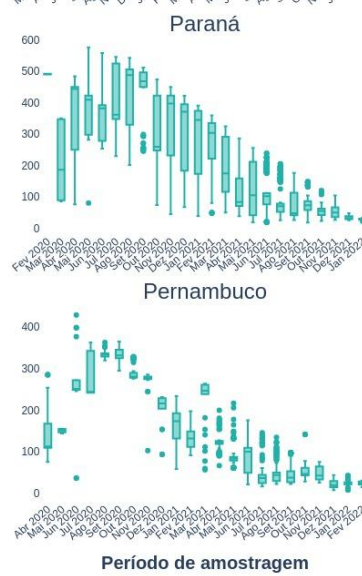 Paraná
600
500
400
300
200
100
0
Fev 2020
Mar 2020
Abr 2020
Mai 2020
Jun 2020
Jul 2020
Ago 2020
Set 2020
Out 2020
Nov 2020
Dez 2020
Jan 2021
Fev 2021
Mar 2021
Abr 2021
Mai 2021
Jun 2021
Jul 2021
Ago 2021
Set 2021
Out 2021
Nov 2021
Dez 2021
Jan 2022
Pernambuco
400
300
200
100
0
Abr 2020
Mai 2020
Jun 2020
Jul 2020
Ago 2020
Set 2020
Out 2020
Nov 2020
Dez 2020
Jan 2021
Fev 2021
Mar 2021
Abr 2021
Mai 2021
Jun 2021
Jul 2021
Ago 2021
Set 2021
Out 2021
Nov 2021
Dez 2021
Jan 2022
Fev 2022
Período de amostragem